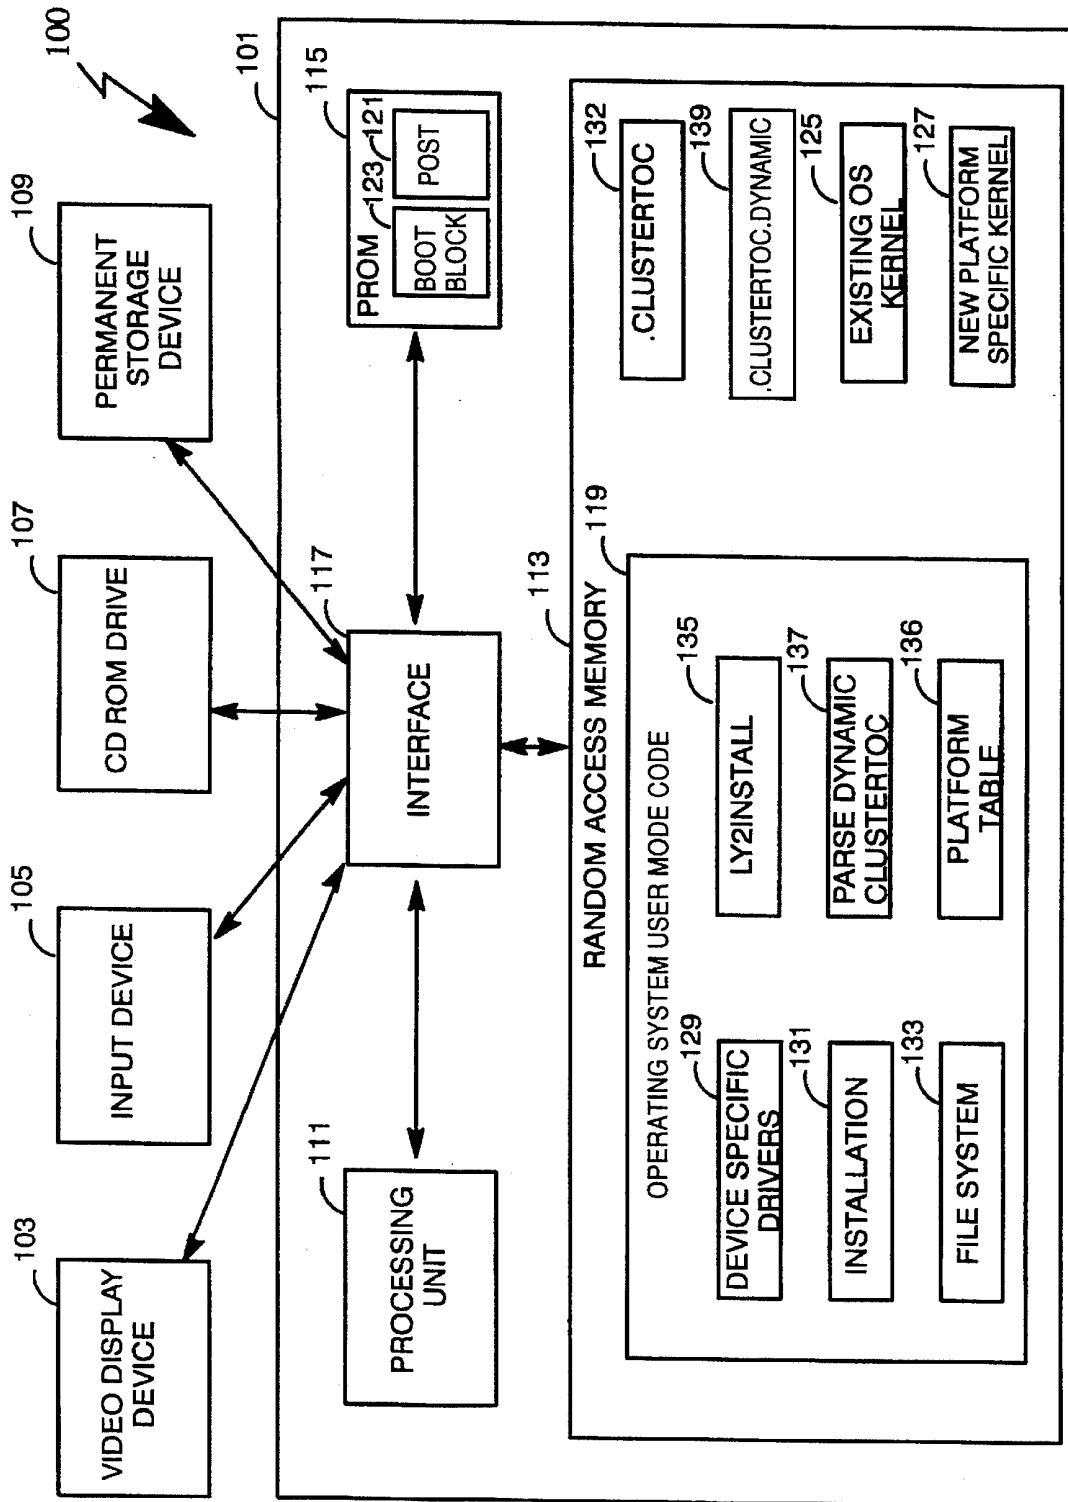 100
103
VIDEO DISPLAY
DEVICE
105
INPUT DEVICE
107
CD ROM DRIVE
109
PERMANENT
STORAGE
DEVICE
101
111
PROCESSING
UNIT
117
INTERFACE
115
PROM
123
121
BOOT
BLOCK
POST
113
RANDOM ACCESS MEMORY
119
OPERATING SYSTEM USER MODE CODE
129
DEVICE SPECIFIC
DRIVERS
135
LY2INSTALL
131
INSTALLATION
137
PARSE DYNAMIC
CLUSTERTOC
133
FILE SYSTEM
136
PLATFORM
TABLE
132
.CLUSTERTOC
139
.CLUSTERTOC.DYNAMIC
125
EXISTING OS
KERNEL
127
NEW PLATFORM
SPECIFIC KERNEL